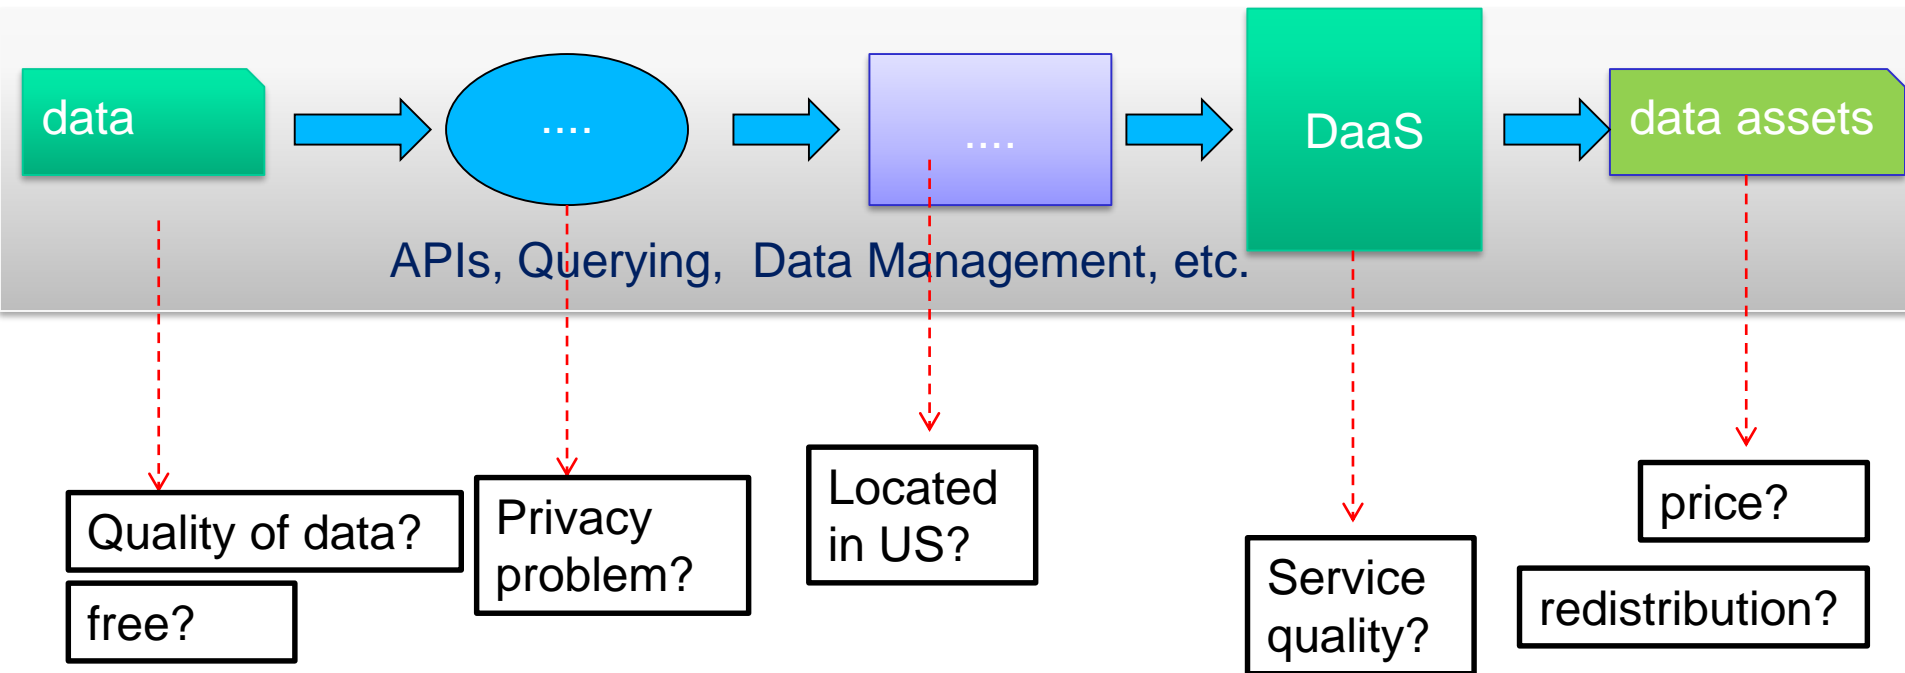 data
....
....
DaaS
data assets
APIs, Querying,  Data Management, etc.
Quality of data?
free?
Privacy
problem?
Located
in US?
Service
quality?
price?
redistribution?